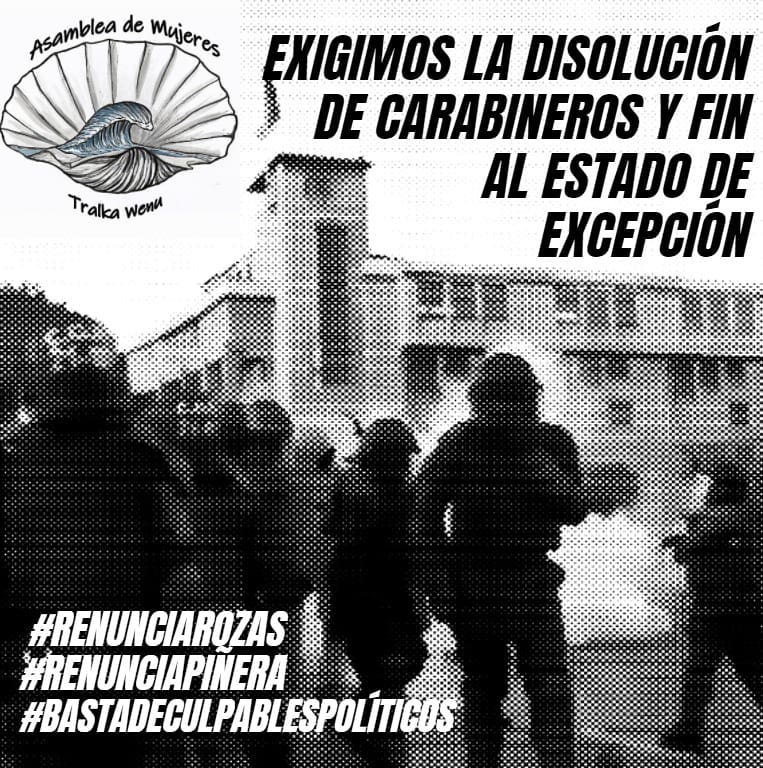 Asamblea de Mujeres
Tralka Wenu
EXIGIMOS LA DISOLUCIÓN
DE CARABINEROS Y FIN
AL ESTADO DE
EXCEPCIÓN
#RENUNCIAROZAS
#RENUNCIAPIÑERA
#BASTADECULPABLESPOLÍTICOS